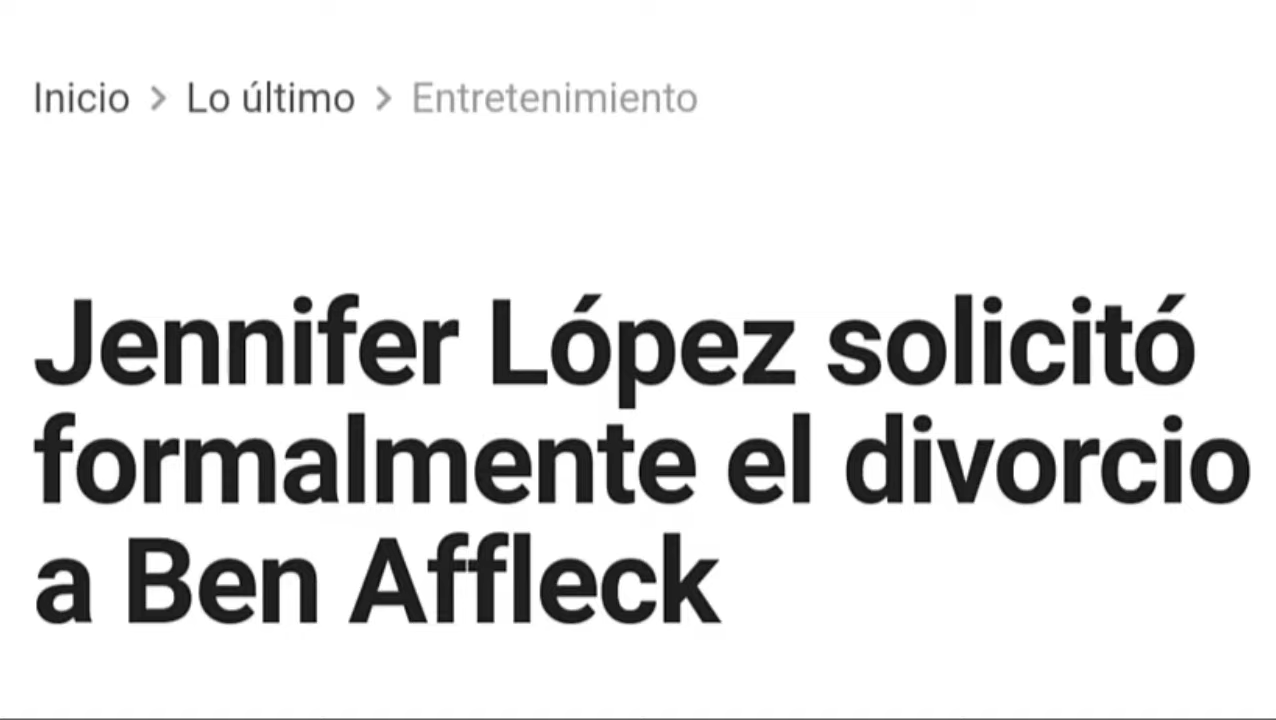 Inicio > Lo último > Entretenimiento
Jennifer López solicitó
formalmente el divorcio
a Ben Affleck